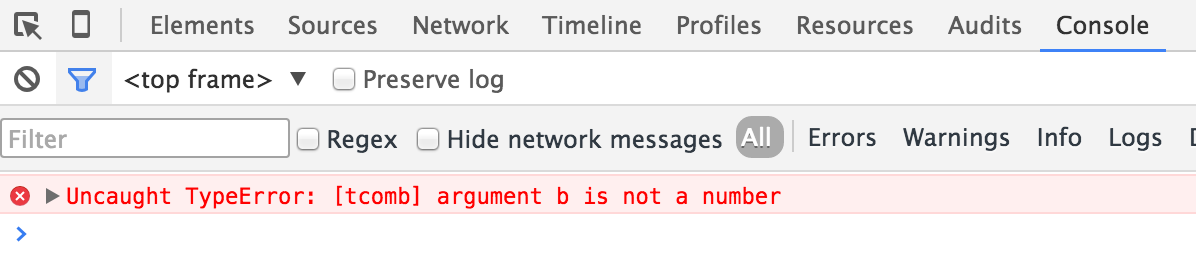 Elements Sources Network Timeline Profiles Resources Audits Console
<top frame> ▼ Preserve log
Filter Regex Hide network messages All Errors Warnings Info Logs
Uncaught TypeError: [tcomb] argument b is not a number